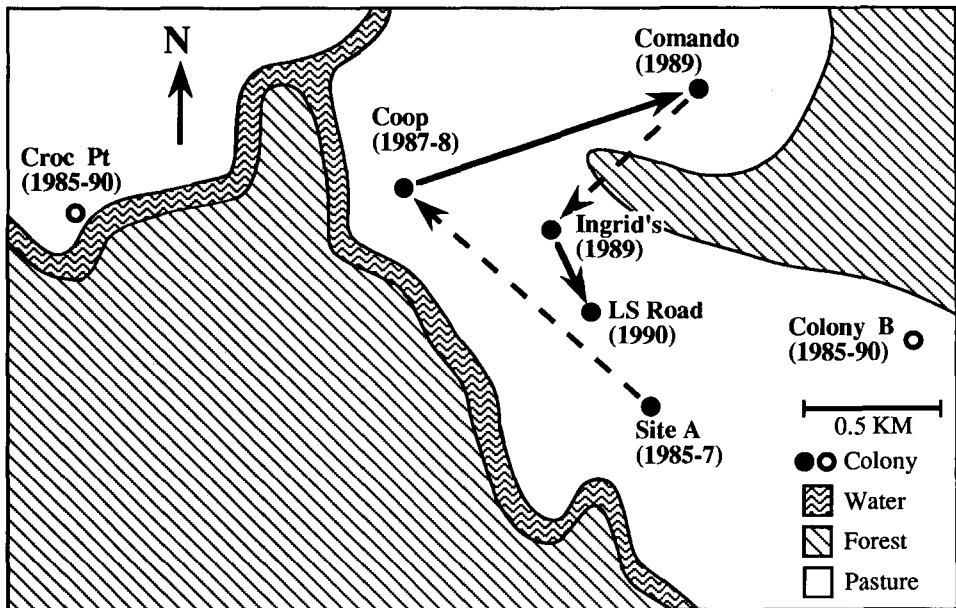 N
Comando
(1989)
Coop
(1987-8)
Croc Pt
(1985-90)
Ingrid's
(1989)
LS Road
(1990)
Colony B
(1985-90)
Site A
(1985-7)
0.5 KM
Colony
Water
Forest
Pasture